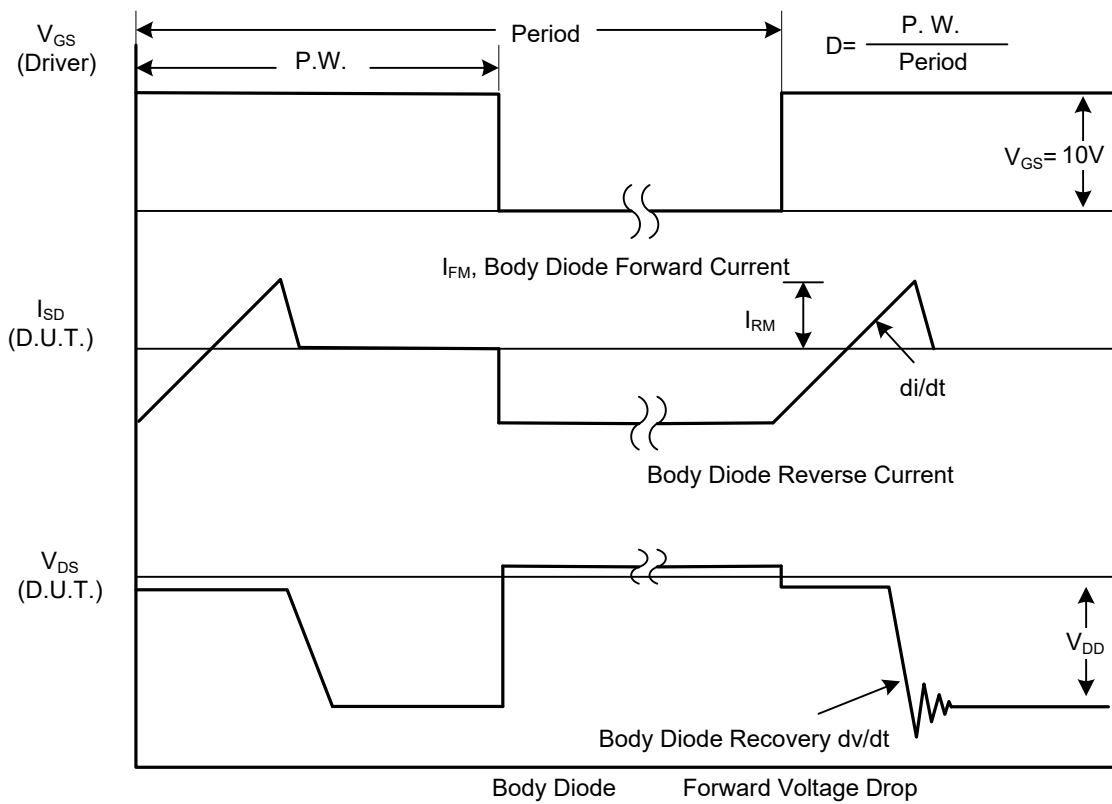 V_GS
(Driver)
Period
P.W.
D= P. W.
Period
V_GS= 10V
I_FM, Body Diode Forward Current
I_SD
(D.U.T.)
I_RM
di/dt
Body Diode Reverse Current
V_DS
(D.U.T.)
V_DD
Body Diode Recovery dv/dt
Body Diode Forward Voltage Drop